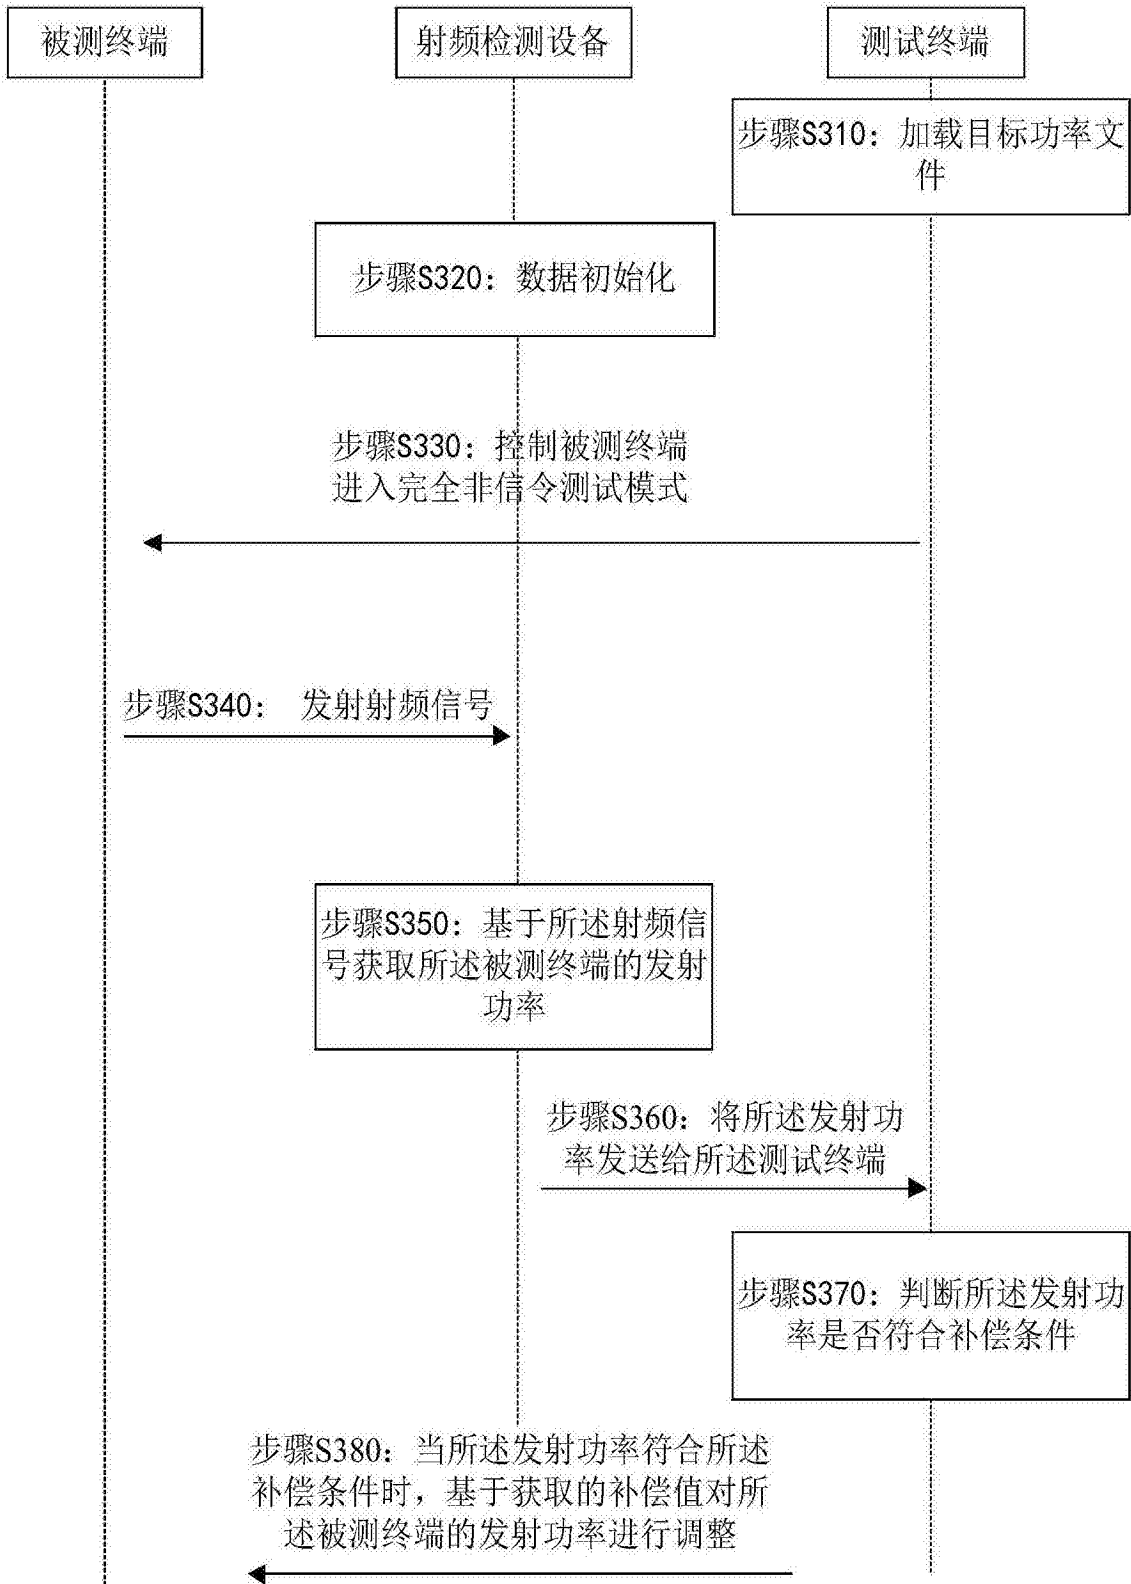 被测终端
射频检测设备
测试终端
步骤S310：加载目标功率文
件
步骤S320：数据初始化
步骤S330：控制被测终端
进入完全非信令测试模式
步骤S340： 发射射频信号
步骤S350：基于所述射频信
号获取所述被测终端的发射
功率
步骤S360：将所述发射功
率发送给所述测试终端
步骤S370：判断所述发射功
率是否符合补偿条件
步骤S380：当所述发射功率符合所述
补偿条件时，基于获取的补偿值对所
述被测终端的发射功率进行调整